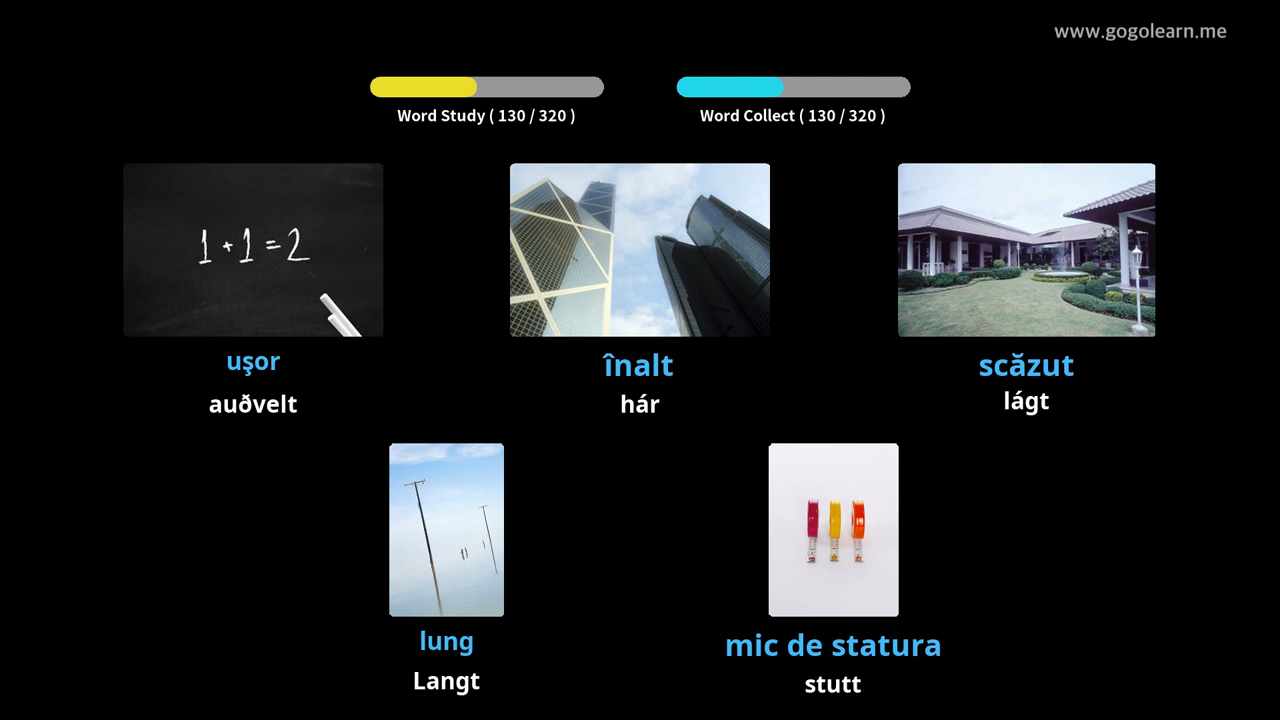 www.gogolearn.me
Word Study ( 130 / 320 )
Word Collect ( 130 / 320 )
1 + 1 = 2
uşor
înalt
scăzut
auðvelt
hár
lágt
lung
mic de statura
Langt
stutt